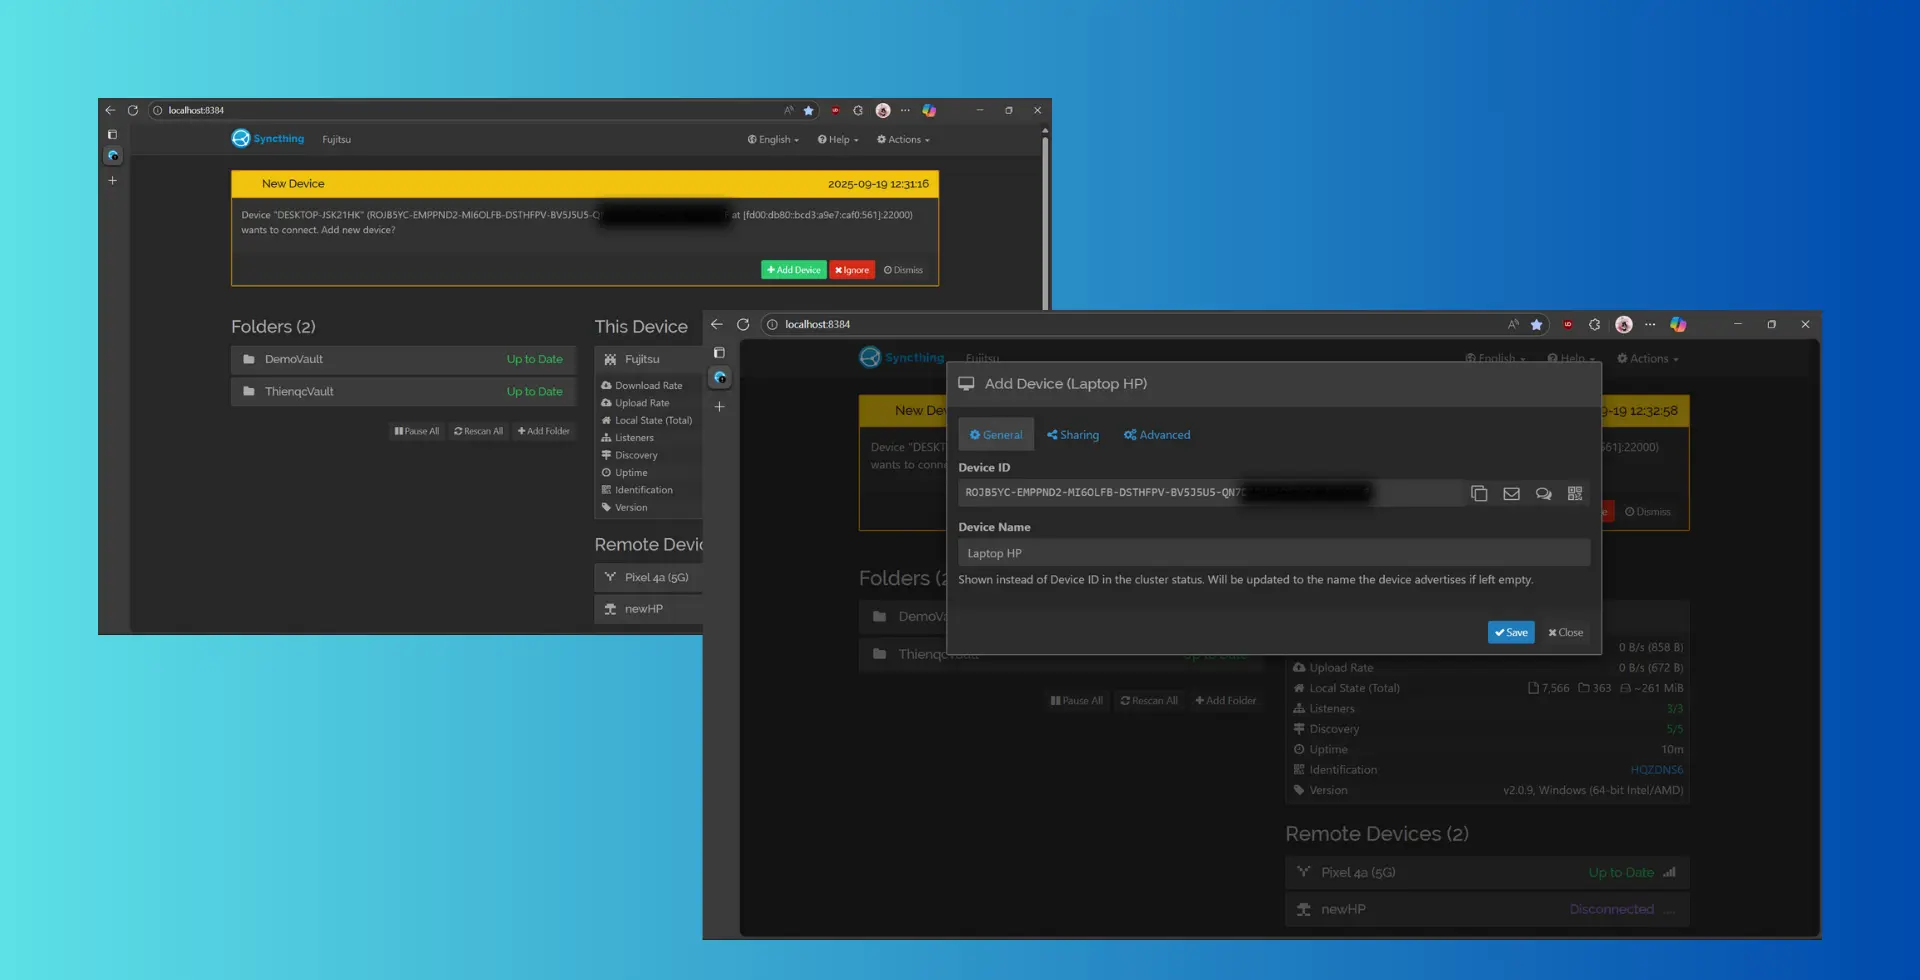 localhost:8384
Syncthing Fujitsu English Help Actions
New Device 2025-09-19 12:31:16
Device "DESKTOP-JSK21HK" (ROJB5YC-EMPPND2-MI6OLFB-DSTHFPV-BV5J5U5-Q at [fd00:db80::bcd3:a9e7:caf0:561]:22000)
wants to connect. Add new device?
Add Device Ignore Dismiss
Folders (2)
DemoVault Up to Date
ThienqcVault Up to Date
Pause All Rescan All Add Folder
This Device
Fujitsu
Download Rate
Upload Rate
Local State (Total)
Listeners
Discovery
Uptime
Identification
Version
Remote Devi
Pixel 4a (5G)
newHP
localhost:8384
Syncthing Fujitsu English Help Actions
New De 9-19 12:32:58
Device "DESKT 561]:22000)
wants to conn
Dismiss
Add Device (Laptop HP)
General Sharing Advanced
Device ID
ROJB5YC-EMPPND2-MI6OLFB-DSTHFPV-BV5J5U5-QN7
Device Name
Laptop HP
Shown instead of Device ID in the cluster status. Will be updated to the name the device advertises if left empty.
Save Close
Folders (2
DemoVa
Thienqcvault Up to Date
Pause All Rescan All Add Folder
0 B/s (858 B)
Upload Rate 0 B/s (672 B)
Local State (Total) 7,566 363 ~261 MiB
Listeners 3/3
Discovery 5/5
Uptime 10m
Identification HQZDNS6
Version v2.0.9, Windows (64-bit Intel/AMD)
Remote Devices (2)
Pixel 4a (5G) Up to Date
newHP Disconnected